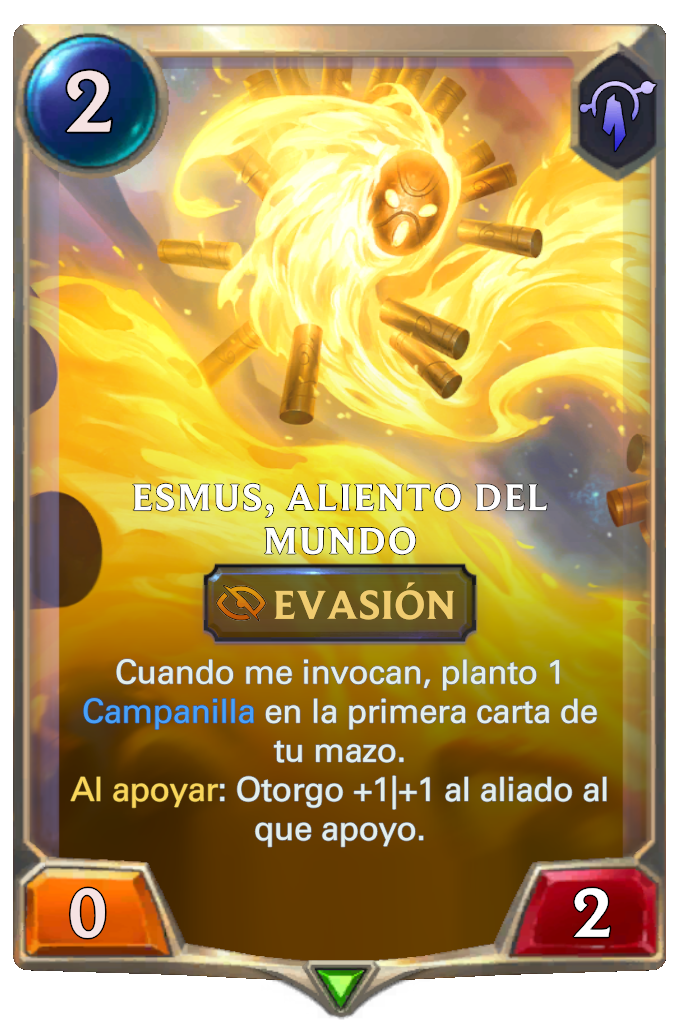 2
ESMUS, ALIENTO DEL
MUNDO
EVASIÓN
Cuando me invocan, planto 1
Campanilla en la primera carta de
tu mazo.
Al apoyar: Otorgo +1|+1 al aliado al
que apoyo.
0
2